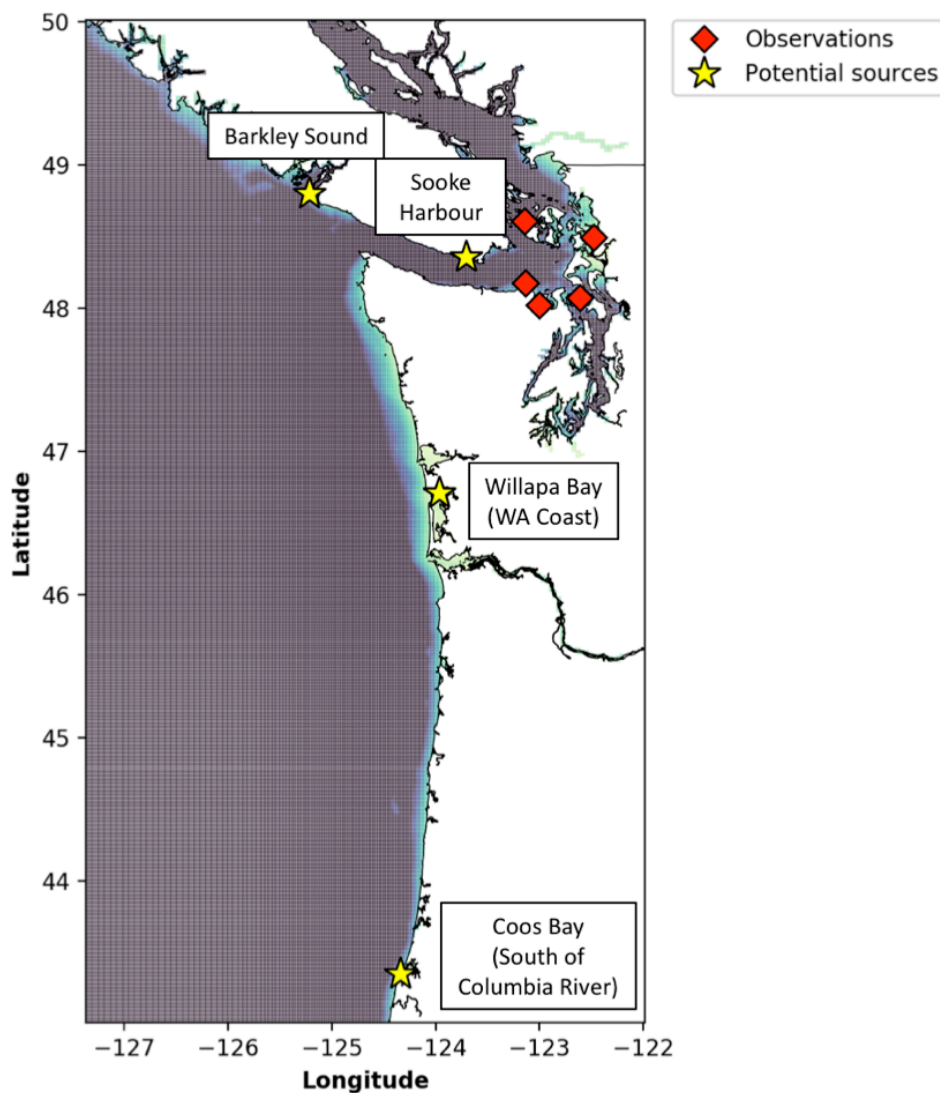 50
49
48
47
46
45
44
Latitude
−127
−126
−125
−124
−123
−122
Longitude
Observations
Potential sources
Barkley Sound
Sooke
Harbour
Willapa Bay
(WA Coast)
Coos Bay
(South of
Columbia River)